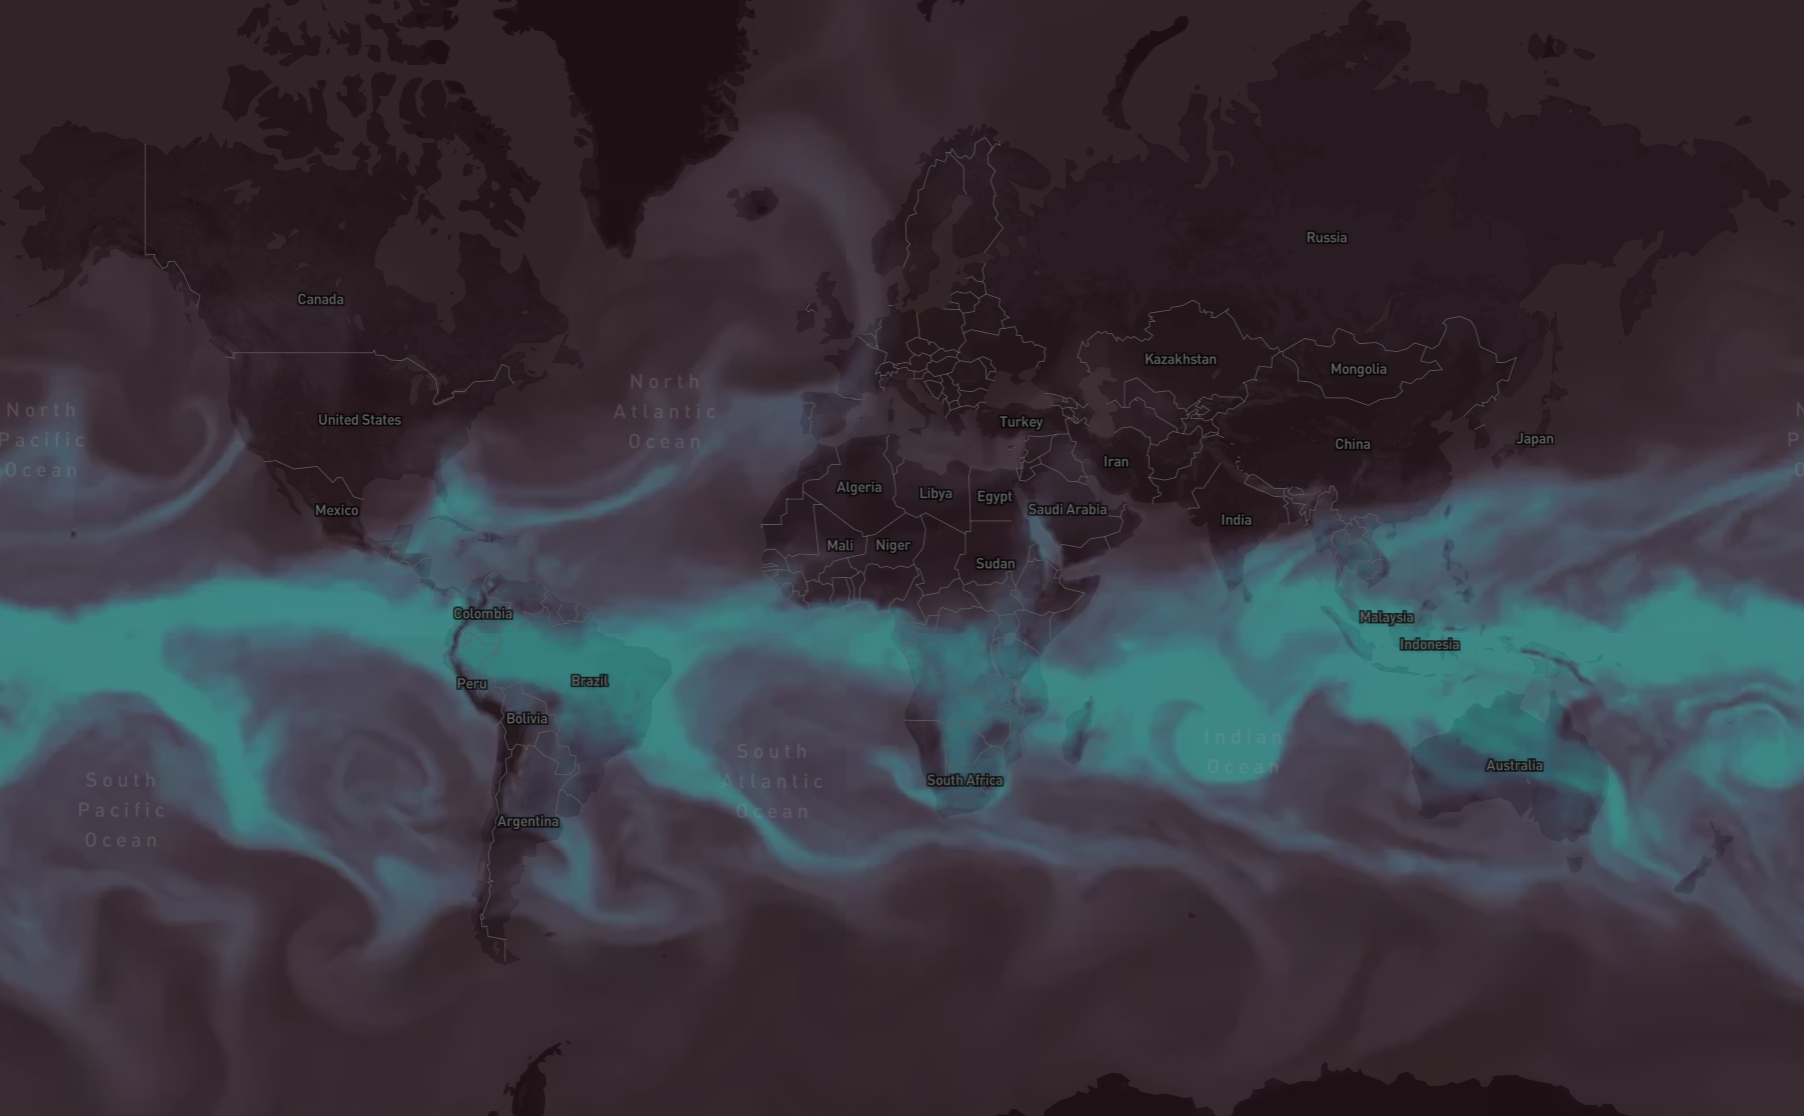 Russia
Canada
Kazakhstan
Mongolia
North
Atlantic
Ocean
North
Pacific
Ocean
United States
Turkey
Japan
China
Iran
Algeria
Libya
Egypt
Saudi Arabia
Mexico
India
Mali
Niger
Sudan
Colombia
Malaysia
Indonesia
Peru
Brazil
Bolivia
South
Atlantic
Ocean
Indian
Ocean
Australia
South
Pacific
Ocean
South Africa
Argentina